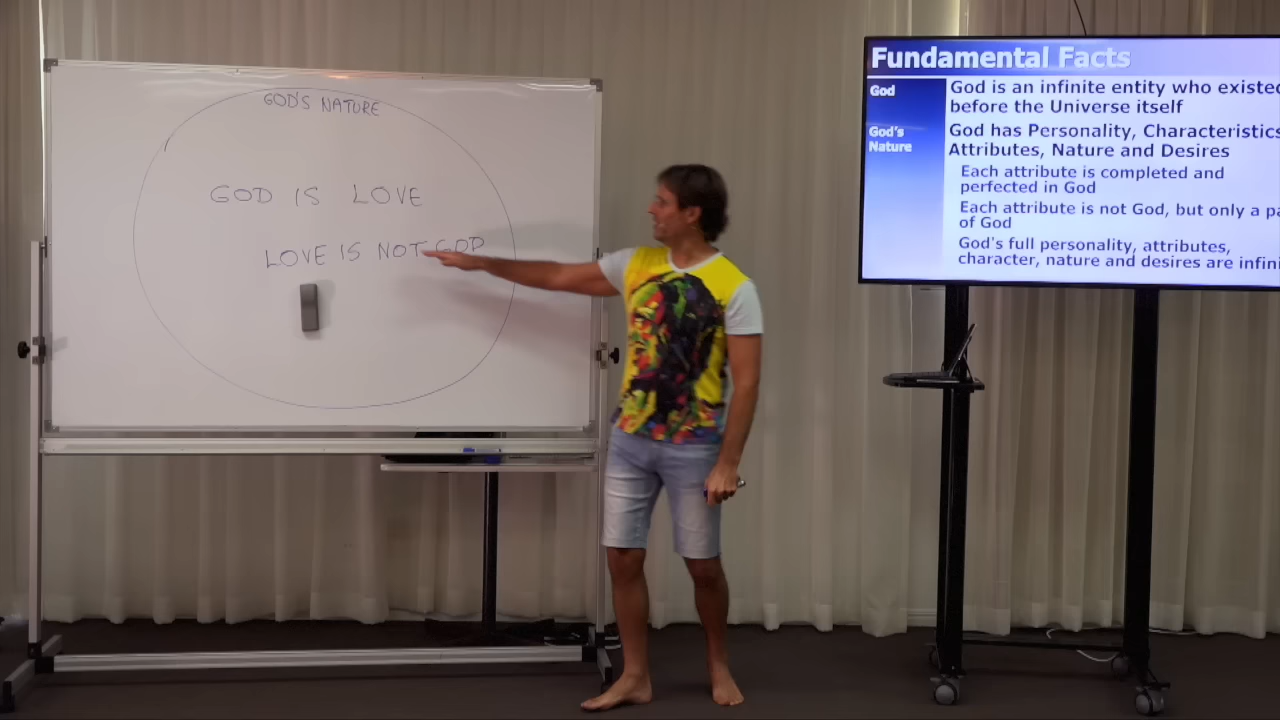 GOD'S NATURE
GOD IS LOVE
LOVE IS NOT GOD
Fundamental Facts
God
God is an infinite entity who existed
before the Universe itself
God's
Nature
God has Personality, Characteristics
Attributes, Nature and Desires
Each attribute is completed and
perfected in God
Each attribute is not God, but only a pa
of God
God's full personality, attributes,
character, nature and desires are infini